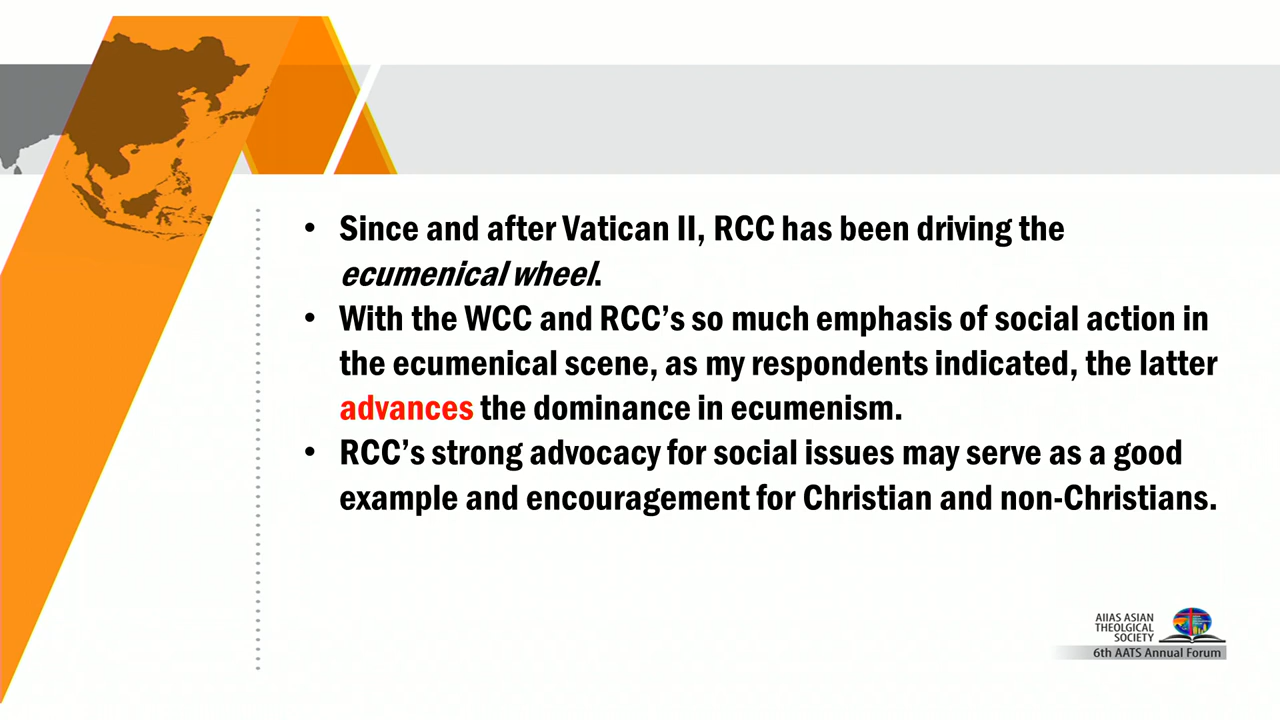 • Since and after Vatican II, RCC has been driving the
ecumenical wheel.
• With the WCC and RCC's so much emphasis of social action in
the ecumenical scene, as my respondents indicated, the latter
advances the dominance in ecumenism.
• RCC's strong advocacy for social issues may serve as a good
example and encouragement for Christian and non-Christians.
AIIAS ASIAN
THEOLGICAL
SOCIETY
6th AATS Annual Forum